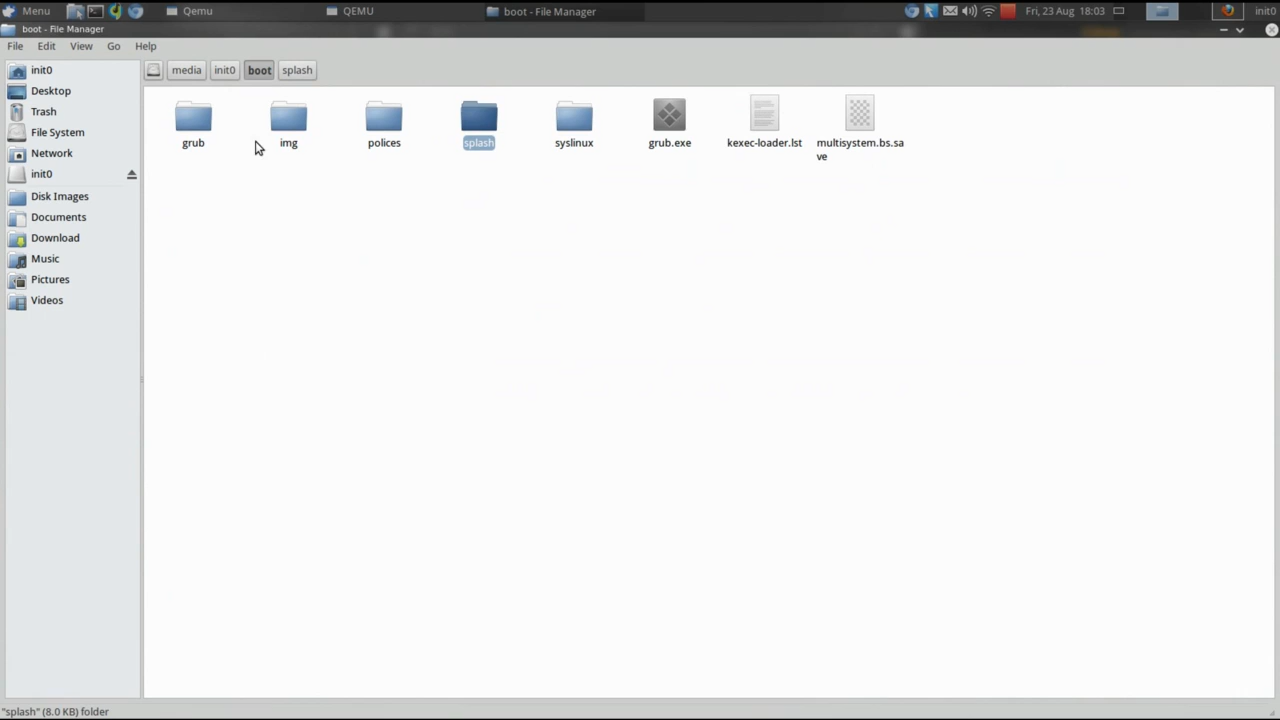 Menu Qemu QEMU boot - File Manager Fri, 23 Aug 18:03 init0
boot - File Manager
File Edit View Go Help
init0
Desktop
Trash
File System
Network
init0
Disk Images
Documents
Download
Music
Pictures
Videos
media init0 boot splash
grub img polices splash syslinux grub.exe kexec-loader.lst multisystem.bs.sa
ve
"splash" (8.0 KB) folder